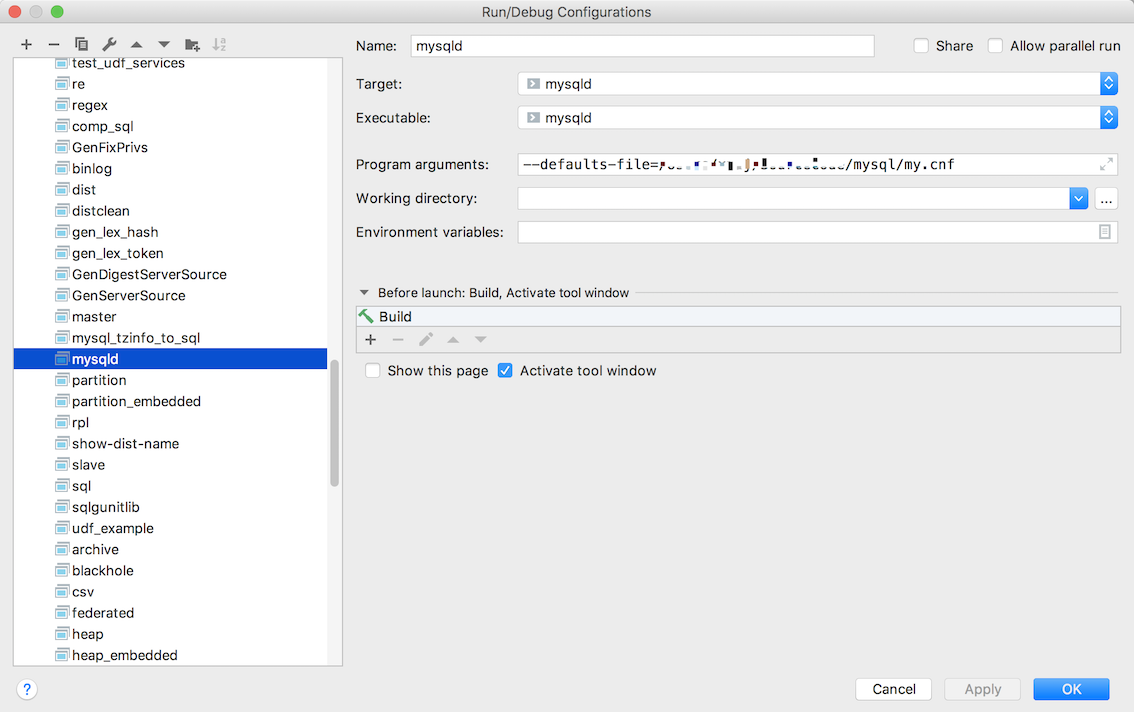 Run/Debug Configurations
test_udf_services
re
regex
comp_sql
GenFixPrivs
binlog
dist
distclean
gen_lex_hash
gen_lex_token
GenDigestServerSource
GenServerSource
master
mysql_tzinfo_to_sql
mysqld
partition
partition_embedded
rpl
show-dist-name
slave
sql
sqlgunitlib
udf_example
archive
blackhole
csv
federated
heap
heap_embedded
Name: mysqld Share Allow parallel run
Target: mysqld
Executable: mysqld
Program arguments: --defaults-file= /mysql/my.cnf
Working directory: ...
Environment variables:
Before launch: Build, Activate tool window
Build
Show this page Activate tool window
? Cancel Apply OK